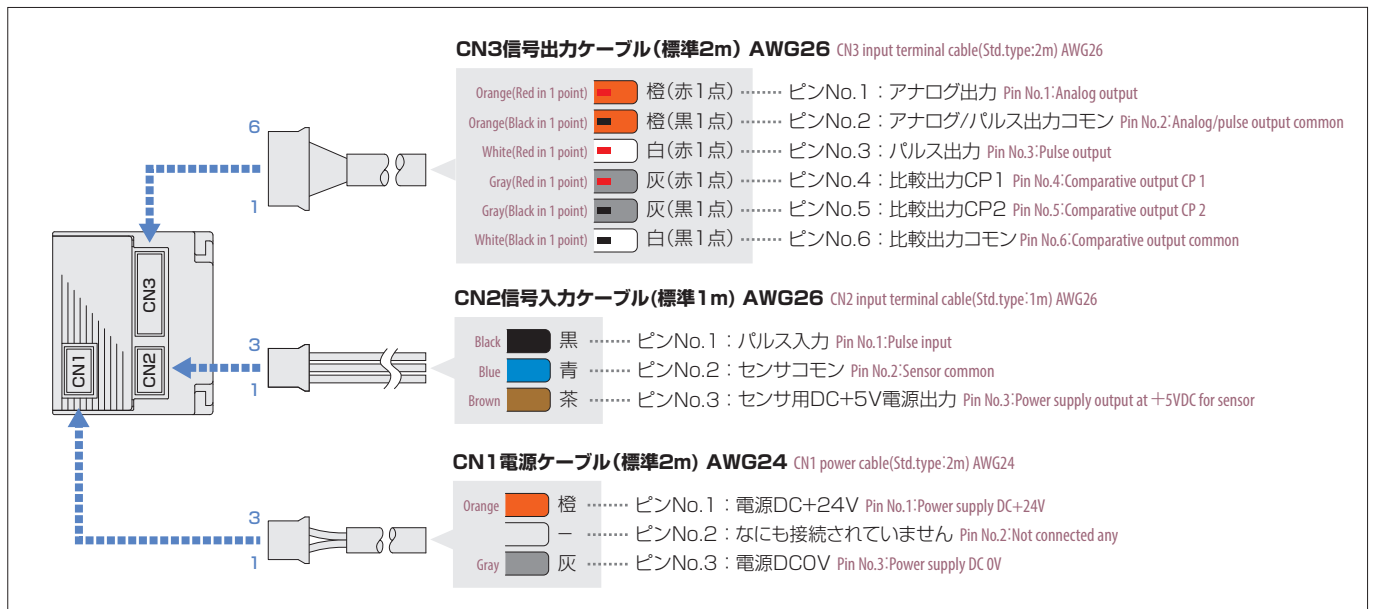 CN3信号出力ケーブル(標準2m) AWG26 CN3 input terminal cable(Std.type:2m) AWG26
Orange(Red in 1 point) 橙(赤1点) ········ ピンNo.1：アナログ出力 Pin No.1:Analog output
Orange(Black in 1 point) 橙(黒1点) ········ ピンNo.2：アナログ/パルス出力コモン Pin No.2:Analog/pulse output common
White(Red in 1 point) 白(赤1点) ········ ピンNo.3：パルス出力 Pin No.3:Pulse output
Gray(Red in 1 point) 灰(赤1点) ········ ピンNo.4：比較出力CP1 Pin No.4:Comparative output CP 1
Gray(Black in 1 point) 灰(黒1点) ········ ピンNo.5：比較出力CP2 Pin No.5:Comparative output CP 2
White(Black in 1 point) 白(黒1点) ········ ピンNo.6：比較出力コモン Pin No.6:Comparative output common
6
1
CN3
CN2
CN1
CN2信号入力ケーブル(標準1m) AWG26 CN2 input terminal cable(Std.type:1m) AWG26
Black 黒 ········ ピンNo.1：パルス入力 Pin No.1:Pulse input
Blue 青 ········ ピンNo.2：センサコモン Pin No.2:Sensor common
Brown 茶 ········ ピンNo.3：センサ用DC+5V電源出力 Pin No.3:Power supply output at +5VDC for sensor
3
1
CN1電源ケーブル(標準2m) AWG24 CN1 power cable(Std.type:2m) AWG24
Orange 橙 ········ ピンNo.1：電源DC+24V Pin No.1:Power supply DC+24V
－ ········ ピンNo.2：なにも接続されていません Pin No.2:Not connected any
Gray 灰 ········ ピンNo.3：電源DC0V Pin No.3:Power supply DC 0V
3
1